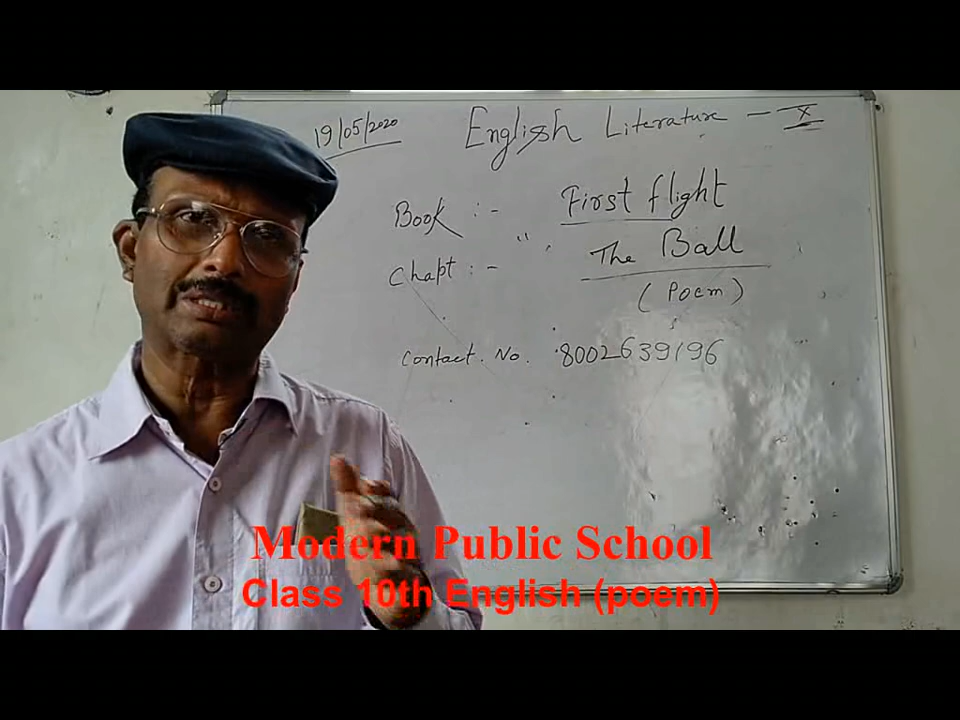 19/05/2020
English Literature - X
Book :- First flight
Chapt :- " The Ball
(Poem)
Contact. No. 8002639196
Modern Public School
Class 10th English (poem)